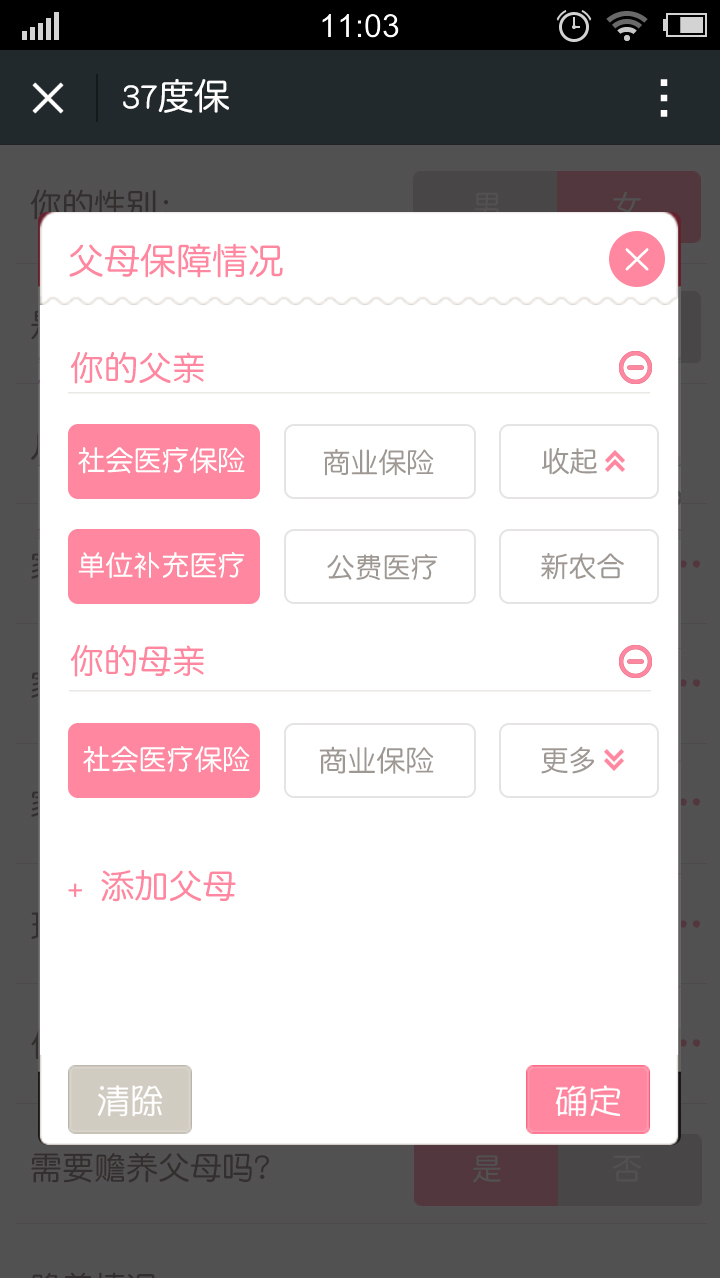 11:03
37度保
你的性别:
男 女
父母保障情况
你的父亲
社会医疗保险 商业保险 收起
单位补充医疗 公费医疗 新农合
你的母亲
社会医疗保险 商业保险 更多
+ 添加父母
清除 确定
需要赡养父母吗?
是 否